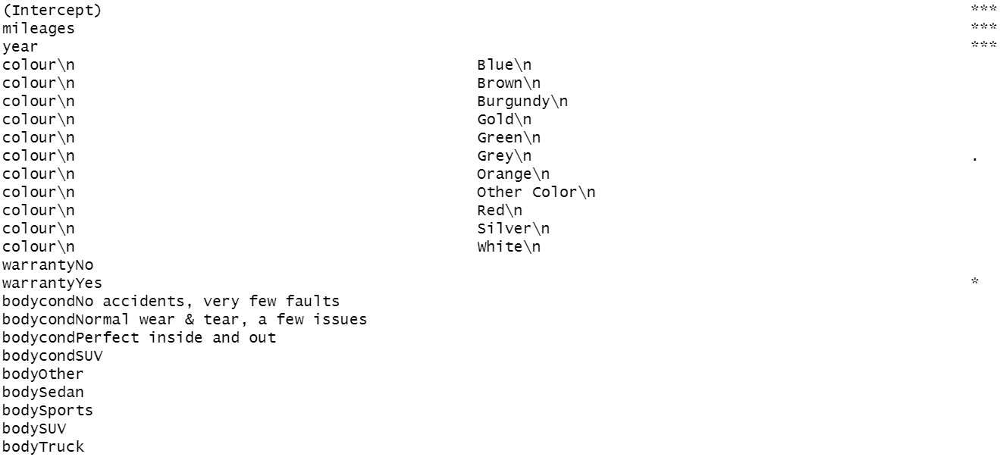 (Intercept) ***
mileages ***
year ***
colour\n Blue\n
colour\n Brown\n
colour\n Burgundy\n
colour\n Gold\n
colour\n Green\n
colour\n Grey\n .
colour\n Orange\n
colour\n Other Color\n
colour\n Red\n
colour\n Silver\n
colour\n White\n
warrantyNo
warrantyYes *
bodycondNo accidents, very few faults
bodycondNormal wear & tear, a few issues
bodycondPerfect inside and out
bodycondSUV
bodyOther
bodySedan
bodySports
bodySUV
bodyTruck